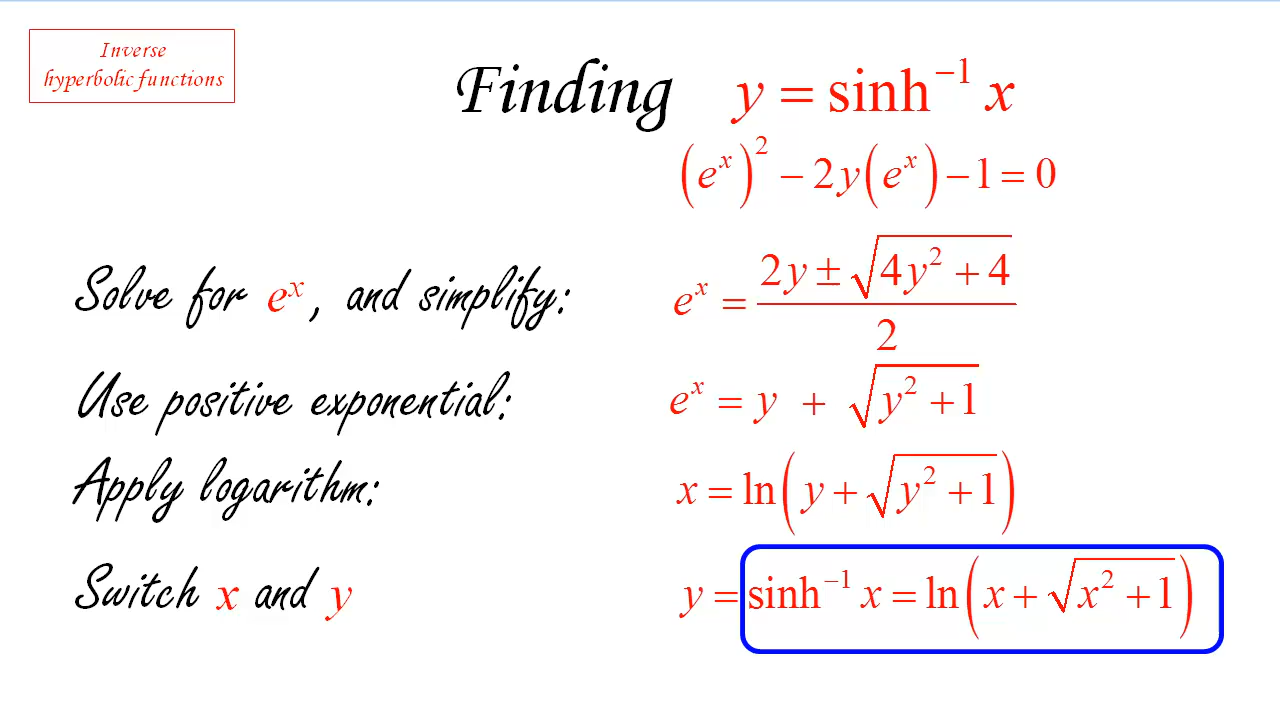 Inverse
hyperbolic functions
Finding y = sinh⁻¹ x
(eˣ)² − 2y(eˣ) − 1 = 0
Solve for eˣ, and simplify: eˣ = (2y ± √(4y² + 4)) / 2
Use positive exponential: eˣ = y + √(y² + 1)
Apply logarithm: x = ln(y + √(y² + 1))
Switch x and y y = sinh⁻¹ x = ln(x + √(x² + 1))